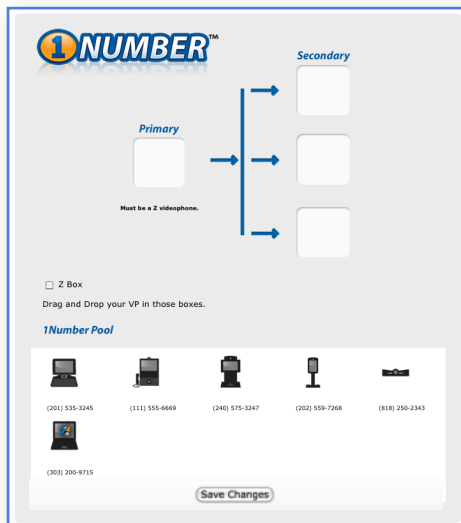 1NUMBER™
Secondary
Primary
Must be a Z videophone.
Z Box
Drag and Drop your VP in those boxes.
1Number Pool
(201) 535-3245
(111) 555-6669
(240) 575-3247
(202) 559-7268
(818) 250-2343
(303) 200-9715
Save Changes